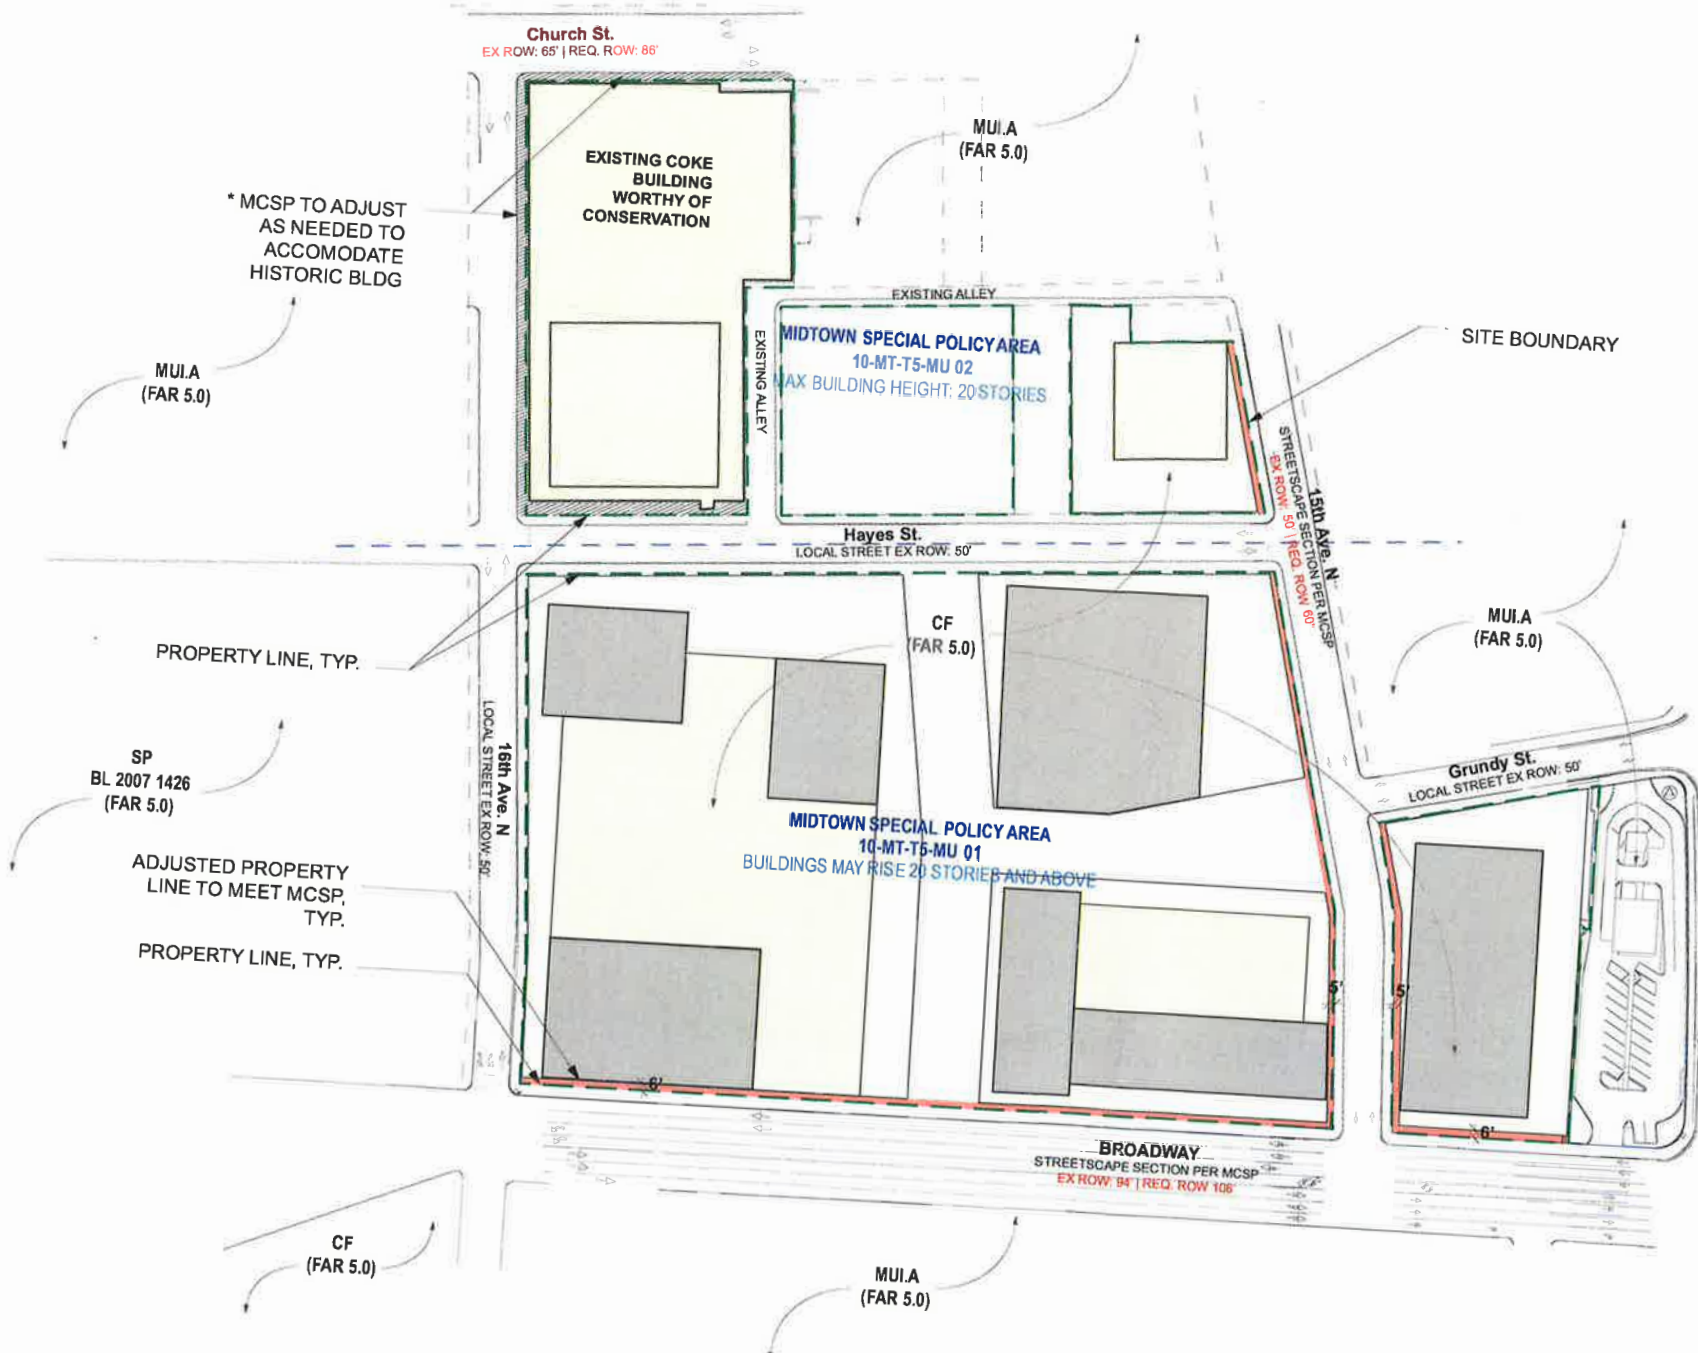 Church St.
EX ROW: 65' | REQ. ROW: 86'
MUI.A
(FAR 5.0)
EXISTING COKE
BUILDING
WORTHY OF
CONSERVATION
* MCSP TO ADJUST
AS NEEDED TO
ACCOMODATE
HISTORIC BLDG
EXISTING ALLEY
EXISTING ALLEY
MIDTOWN SPECIAL POLICY AREA
10-MT-T5-MU 02
MAX BUILDING HEIGHT: 20 STORIES
SITE BOUNDARY
MUI.A
(FAR 5.0)
15th Ave. N
STREETSCAPE SECTION PER MCSP
EX ROW: 50' | REQ. ROW 60'
Hayes St.
LOCAL STREET EX ROW: 50'
CF
(FAR 5.0)
MUI.A
(FAR 5.0)
PROPERTY LINE, TYP.
16th Ave. N
LOCAL STREET EX ROW: 50'
SP
BL 2007 1426
(FAR 5.0)
Grundy St.
LOCAL STREET EX ROW: 50'
MIDTOWN SPECIAL POLICY AREA
10-MT-T5-MU 01
BUILDINGS MAY RISE 20 STORIES AND ABOVE
ADJUSTED PROPERTY
LINE TO MEET MCSP,
TYP.
PROPERTY LINE, TYP.
5'
5'
6'
6'
BROADWAY
STREETSCAPE SECTION PER MCSP
EX ROW: 94' | REQ. ROW 106'
CF
(FAR 5.0)
MUI.A
(FAR 5.0)